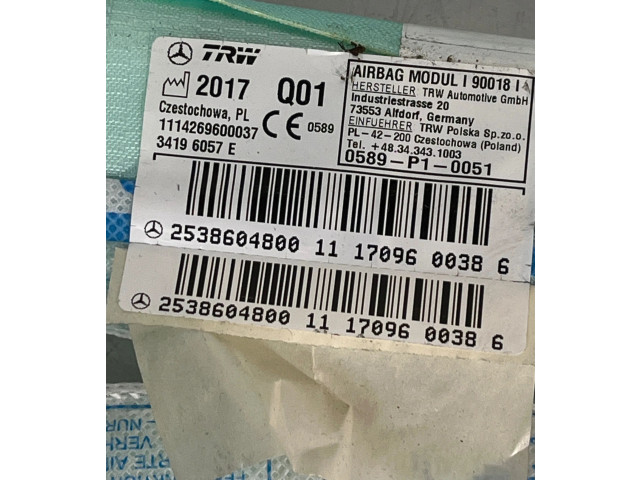 TRW
2017 Q01
Czestochowa, PL
1114269600037
0589
3419 6057 E
AIRBAG MODUL I 90018 I
HERSTELLER TRW Automotive GmbH
Industriestrasse 20
73553 Alfdorf, Germany
EINFUEHRER TRW Polska Sp.zo.o.
PL-42-200 Czestochowa (Poland)
Tel. +48.34.343.1003
0589-P1-0051
2538604800 11 17096 0038 6
2538604800 11 17096 0038 6